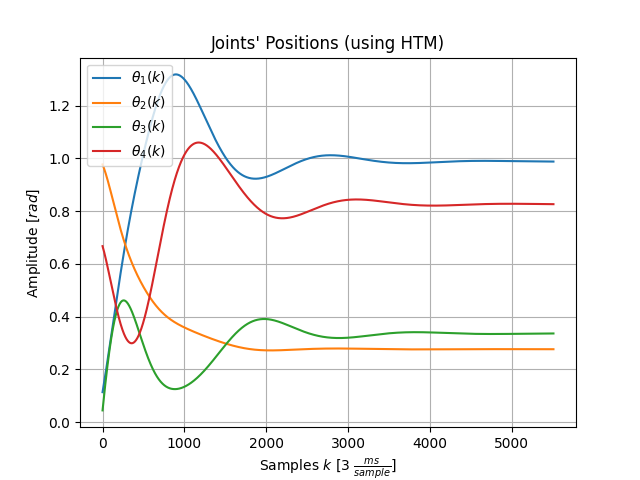 Joints' Positions (using HTM)
θ₁(k)
θ₂(k)
θ₃(k)
θ₄(k)
Amplitude [rad]
1.2
1.0
0.8
0.6
0.4
0.2
0.0
0 1000 2000 3000 4000 5000
Samples k [3 ms/sample]